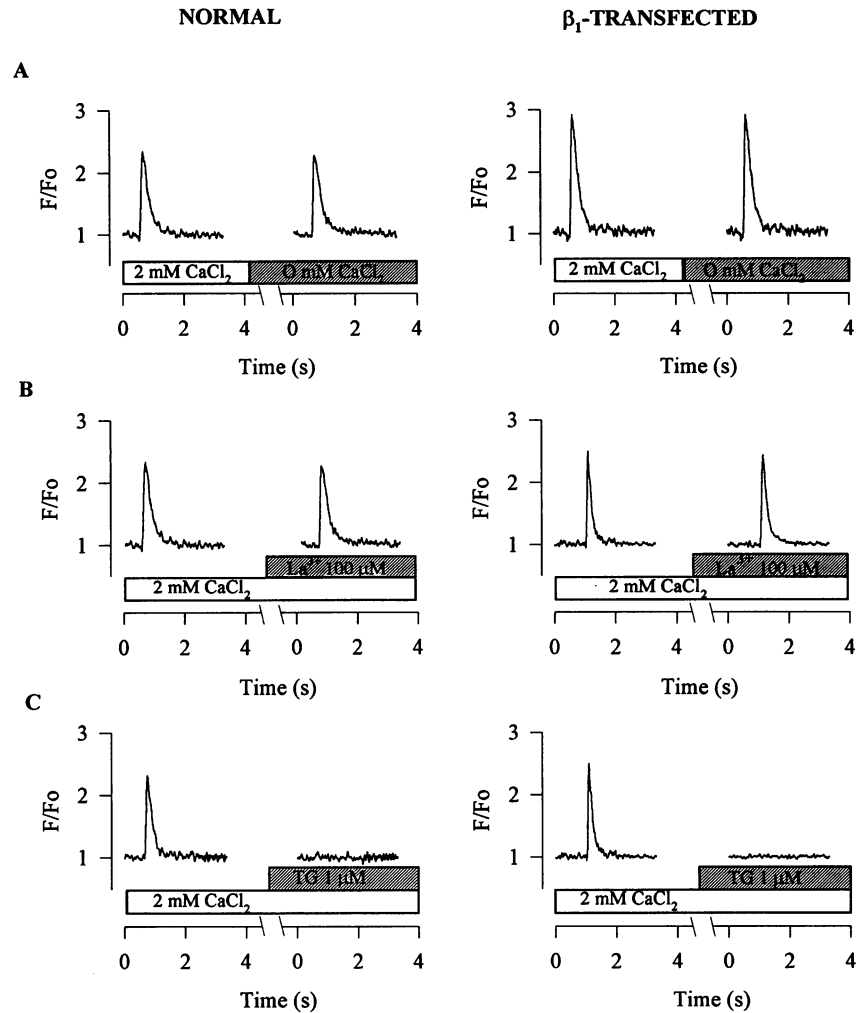 NORMAL
β₁-TRANSFECTED
A
3
2
1
F/Fo
2 mM CaCl₂
O mM CaCl₂
0 2 4 0 2 4
Time (s)
3
2
1
F/Fo
2 mM CaCl₂
O mM CaCl₂
0 2 4 0 2 4
Time (s)
B
3
2
1
F/Fo
La³⁺ 100 µM
2 mM CaCl₂
0 2 4 0 2 4
Time (s)
3
2
1
F/Fo
La³⁺ 100 µM
2 mM CaCl₂
0 2 4 0 2 4
Time (s)
C
3
2
1
F/Fo
TG 1 µM
2 mM CaCl₂
0 2 4 0 2 4
Time (s)
3
2
1
F/Fo
TG 1 µM
2 mM CaCl₂
0 2 4 0 2 4
Time (s)